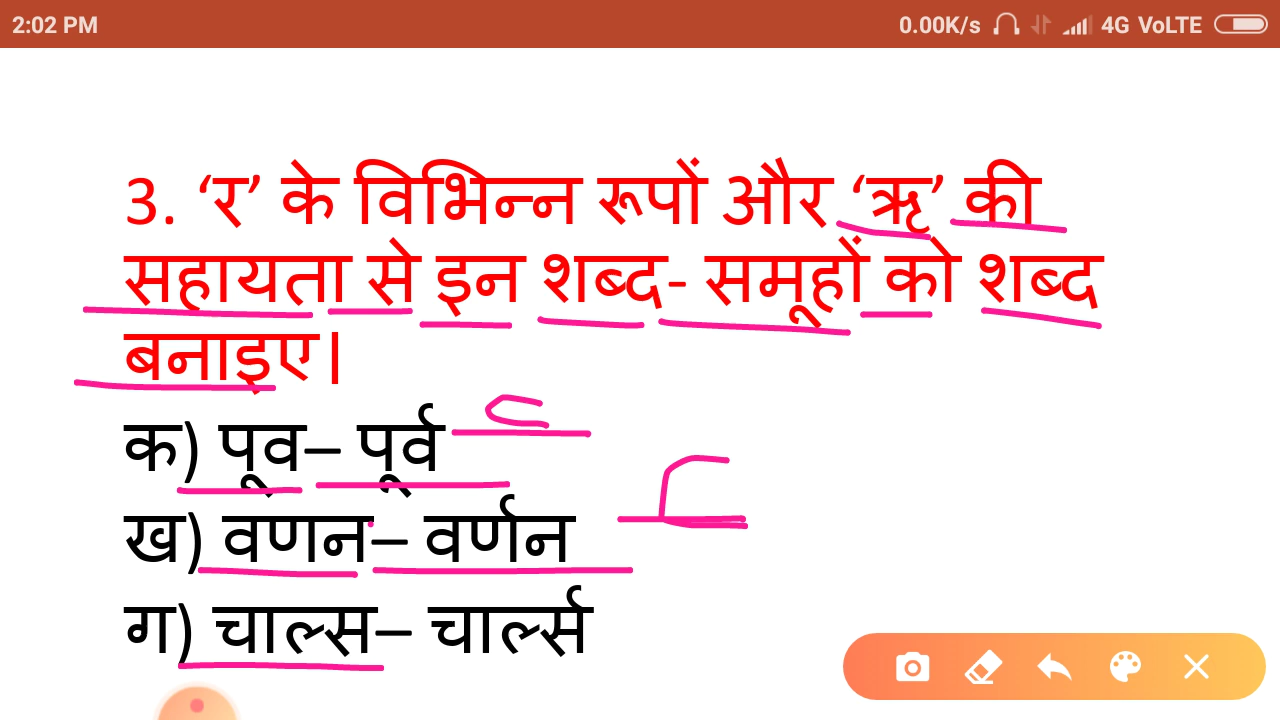 2:02 PM 0.00K/s 4G VoLTE
3. ‘र’ के विभिन्न रूपों और ‘ऋ’ की
सहायता से इन शब्द- समूहों को शब्द
बनाइए।
क) पूव– पूर्व
ख) वणन– वर्णन
ग) चाल्स– चार्ल्स